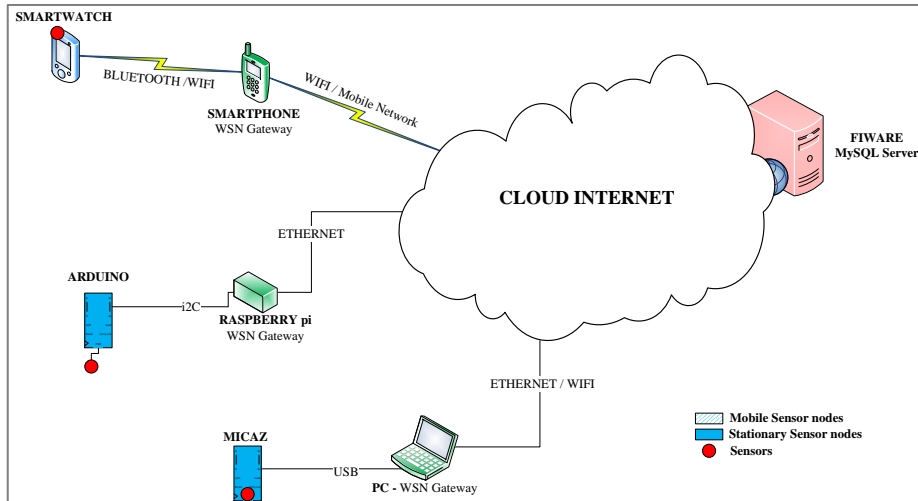 SMARTWATCH
BLUETOOTH /WIFI
SMARTPHONE
WSN Gateway
WIFI / Mobile Network
FIWARE
MySQL Server
CLOUD INTERNET
ETHERNET
ARDUINO
i2C
RASPBERRY pi
WSN Gateway
ETHERNET / WIFI
MICAZ
USB
PC - WSN Gateway
Mobile Sensor nodes
Stationary Sensor nodes
Sensors